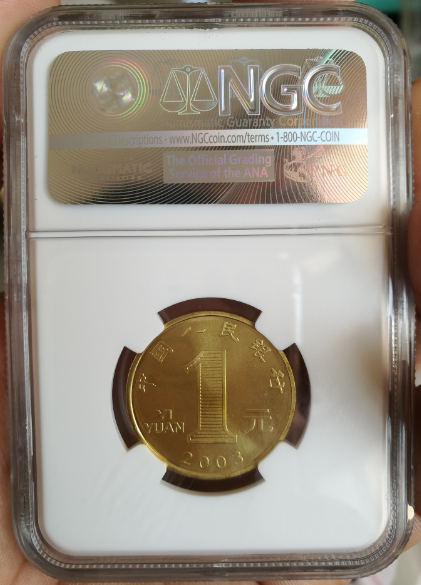 NGC
Numismatic Guaranty Corporation
www.NGCcoin.com/terms • 1-800-NGC-COIN
The Official Grading
Service of the ANA
中国人民银行
YI
YUAN
1
元
2003